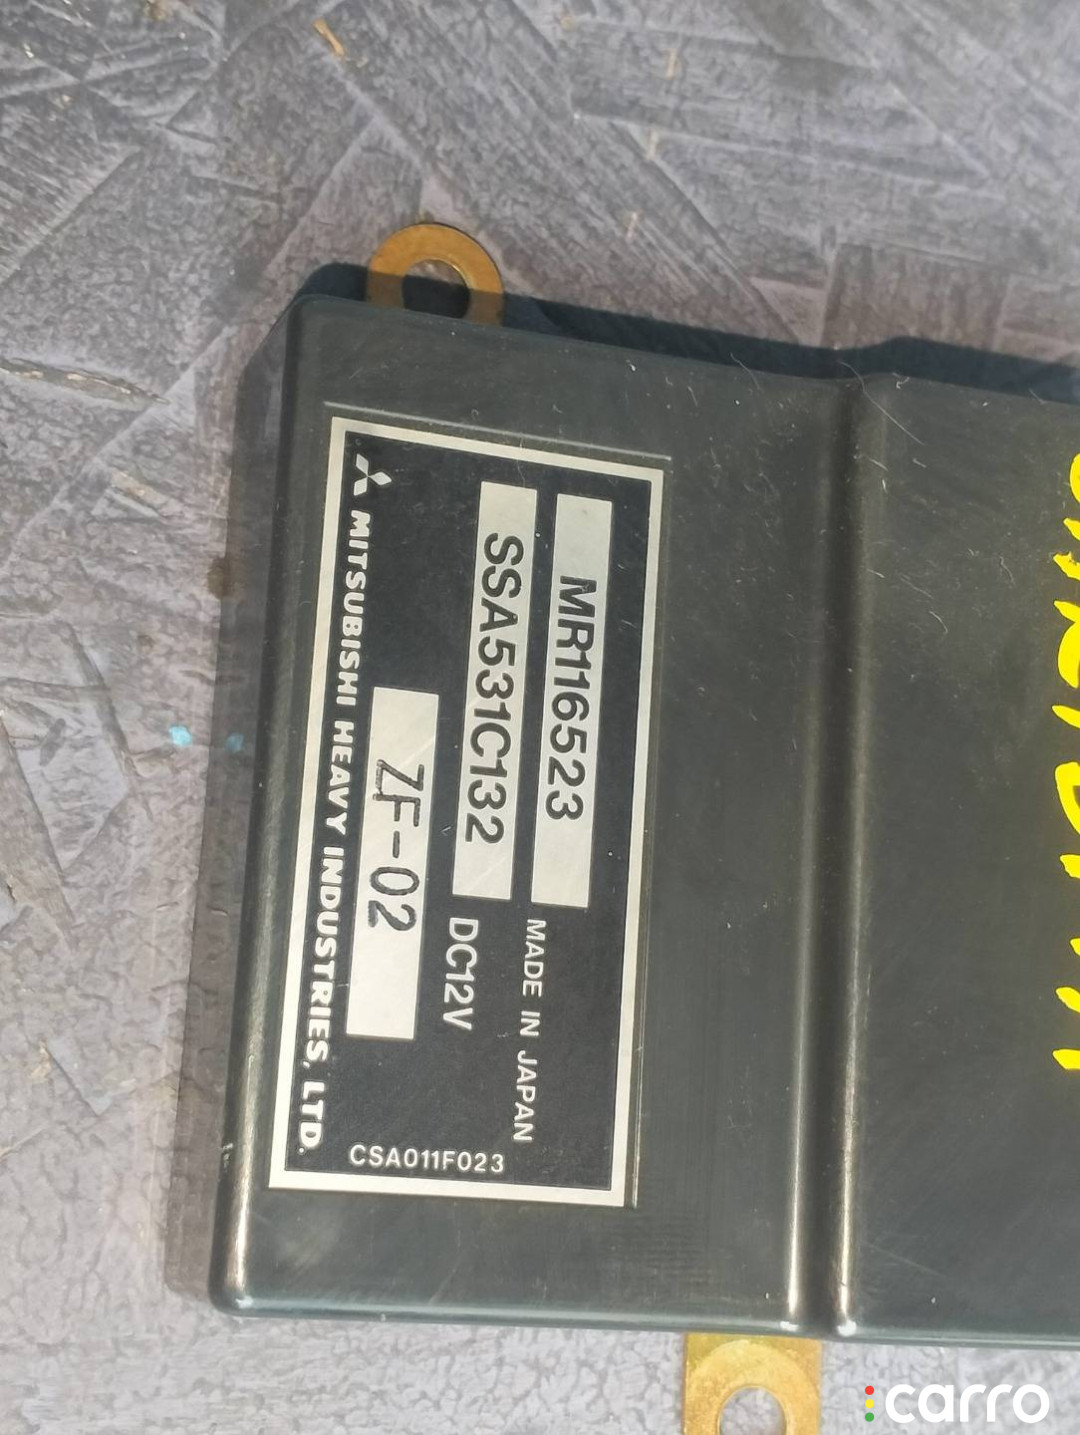 MR116523
MADE IN JAPAN
SSA531C132
DC12V
ZF-02
MITSUBISHI HEAVY INDUSTRIES, LTD.
CSA011F023
carro